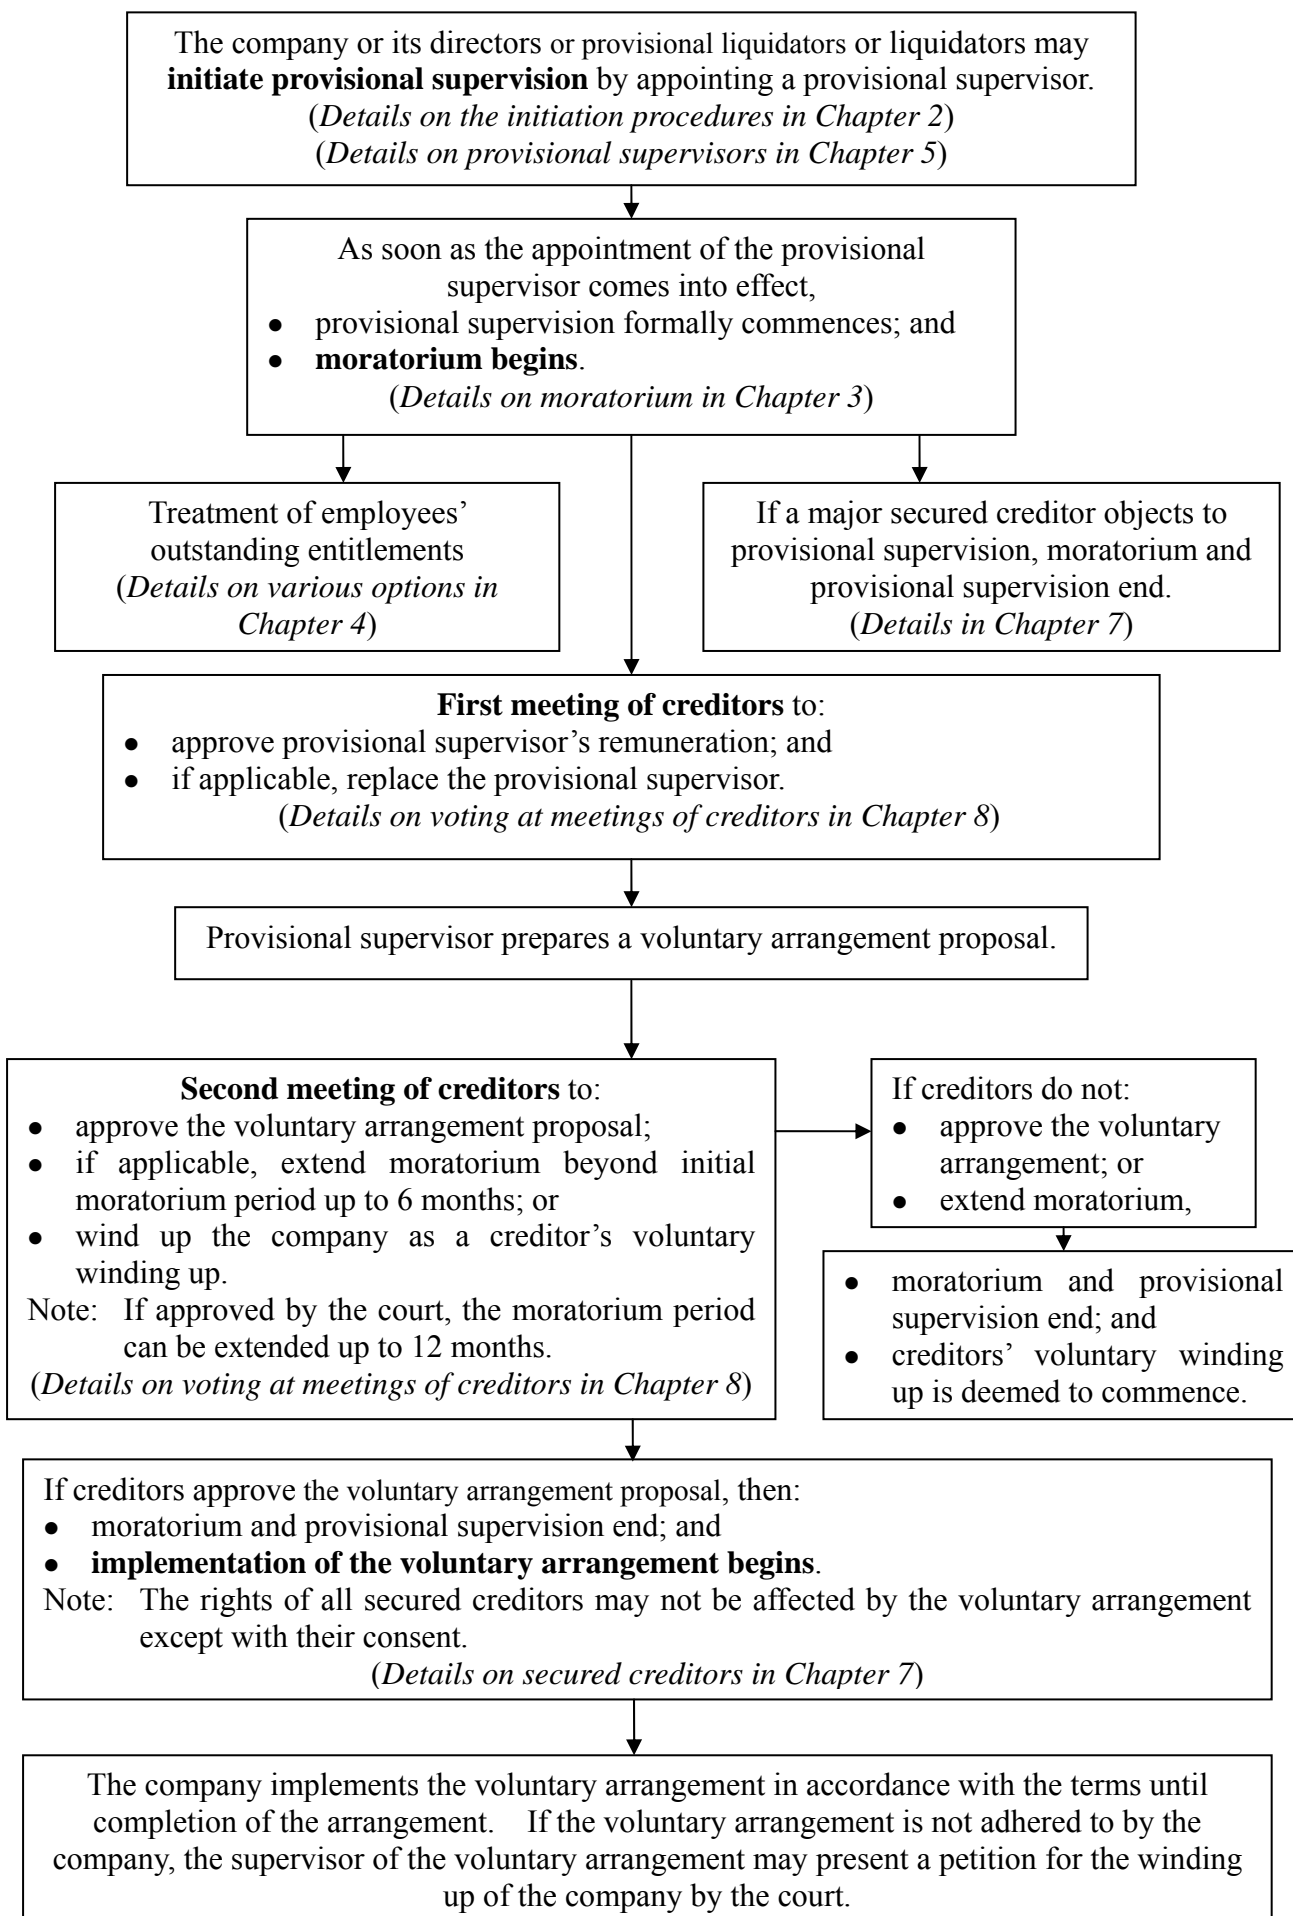 The company or its directors or provisional liquidators or liquidators may
initiate provisional supervision by appointing a provisional supervisor.
(Details on the initiation procedures in Chapter 2)
(Details on provisional supervisors in Chapter 5)
As soon as the appointment of the provisional
supervisor comes into effect,
● provisional supervision formally commences; and
● moratorium begins.
(Details on moratorium in Chapter 3)
Treatment of employees’
outstanding entitlements
(Details on various options in
Chapter 4)
If a major secured creditor objects to
provisional supervision, moratorium and
provisional supervision end.
(Details in Chapter 7)
First meeting of creditors to:
● approve provisional supervisor’s remuneration; and
● if applicable, replace the provisional supervisor.
(Details on voting at meetings of creditors in Chapter 8)
Provisional supervisor prepares a voluntary arrangement proposal.
Second meeting of creditors to:
● approve the voluntary arrangement proposal;
● if applicable, extend moratorium beyond initial
moratorium period up to 6 months; or
● wind up the company as a creditor’s voluntary
winding up.
Note: If approved by the court, the moratorium period
can be extended up to 12 months.
(Details on voting at meetings of creditors in Chapter 8)
If creditors do not:
● approve the voluntary
arrangement; or
● extend moratorium,
● moratorium and provisional
supervision end; and
● creditors’ voluntary winding
up is deemed to commence.
If creditors approve the voluntary arrangement proposal, then:
● moratorium and provisional supervision end; and
● implementation of the voluntary arrangement begins.
Note: The rights of all secured creditors may not be affected by the voluntary arrangement
except with their consent.
(Details on secured creditors in Chapter 7)
The company implements the voluntary arrangement in accordance with the terms until
completion of the arrangement. If the voluntary arrangement is not adhered to by the
company, the supervisor of the voluntary arrangement may present a petition for the winding
up of the company by the court.